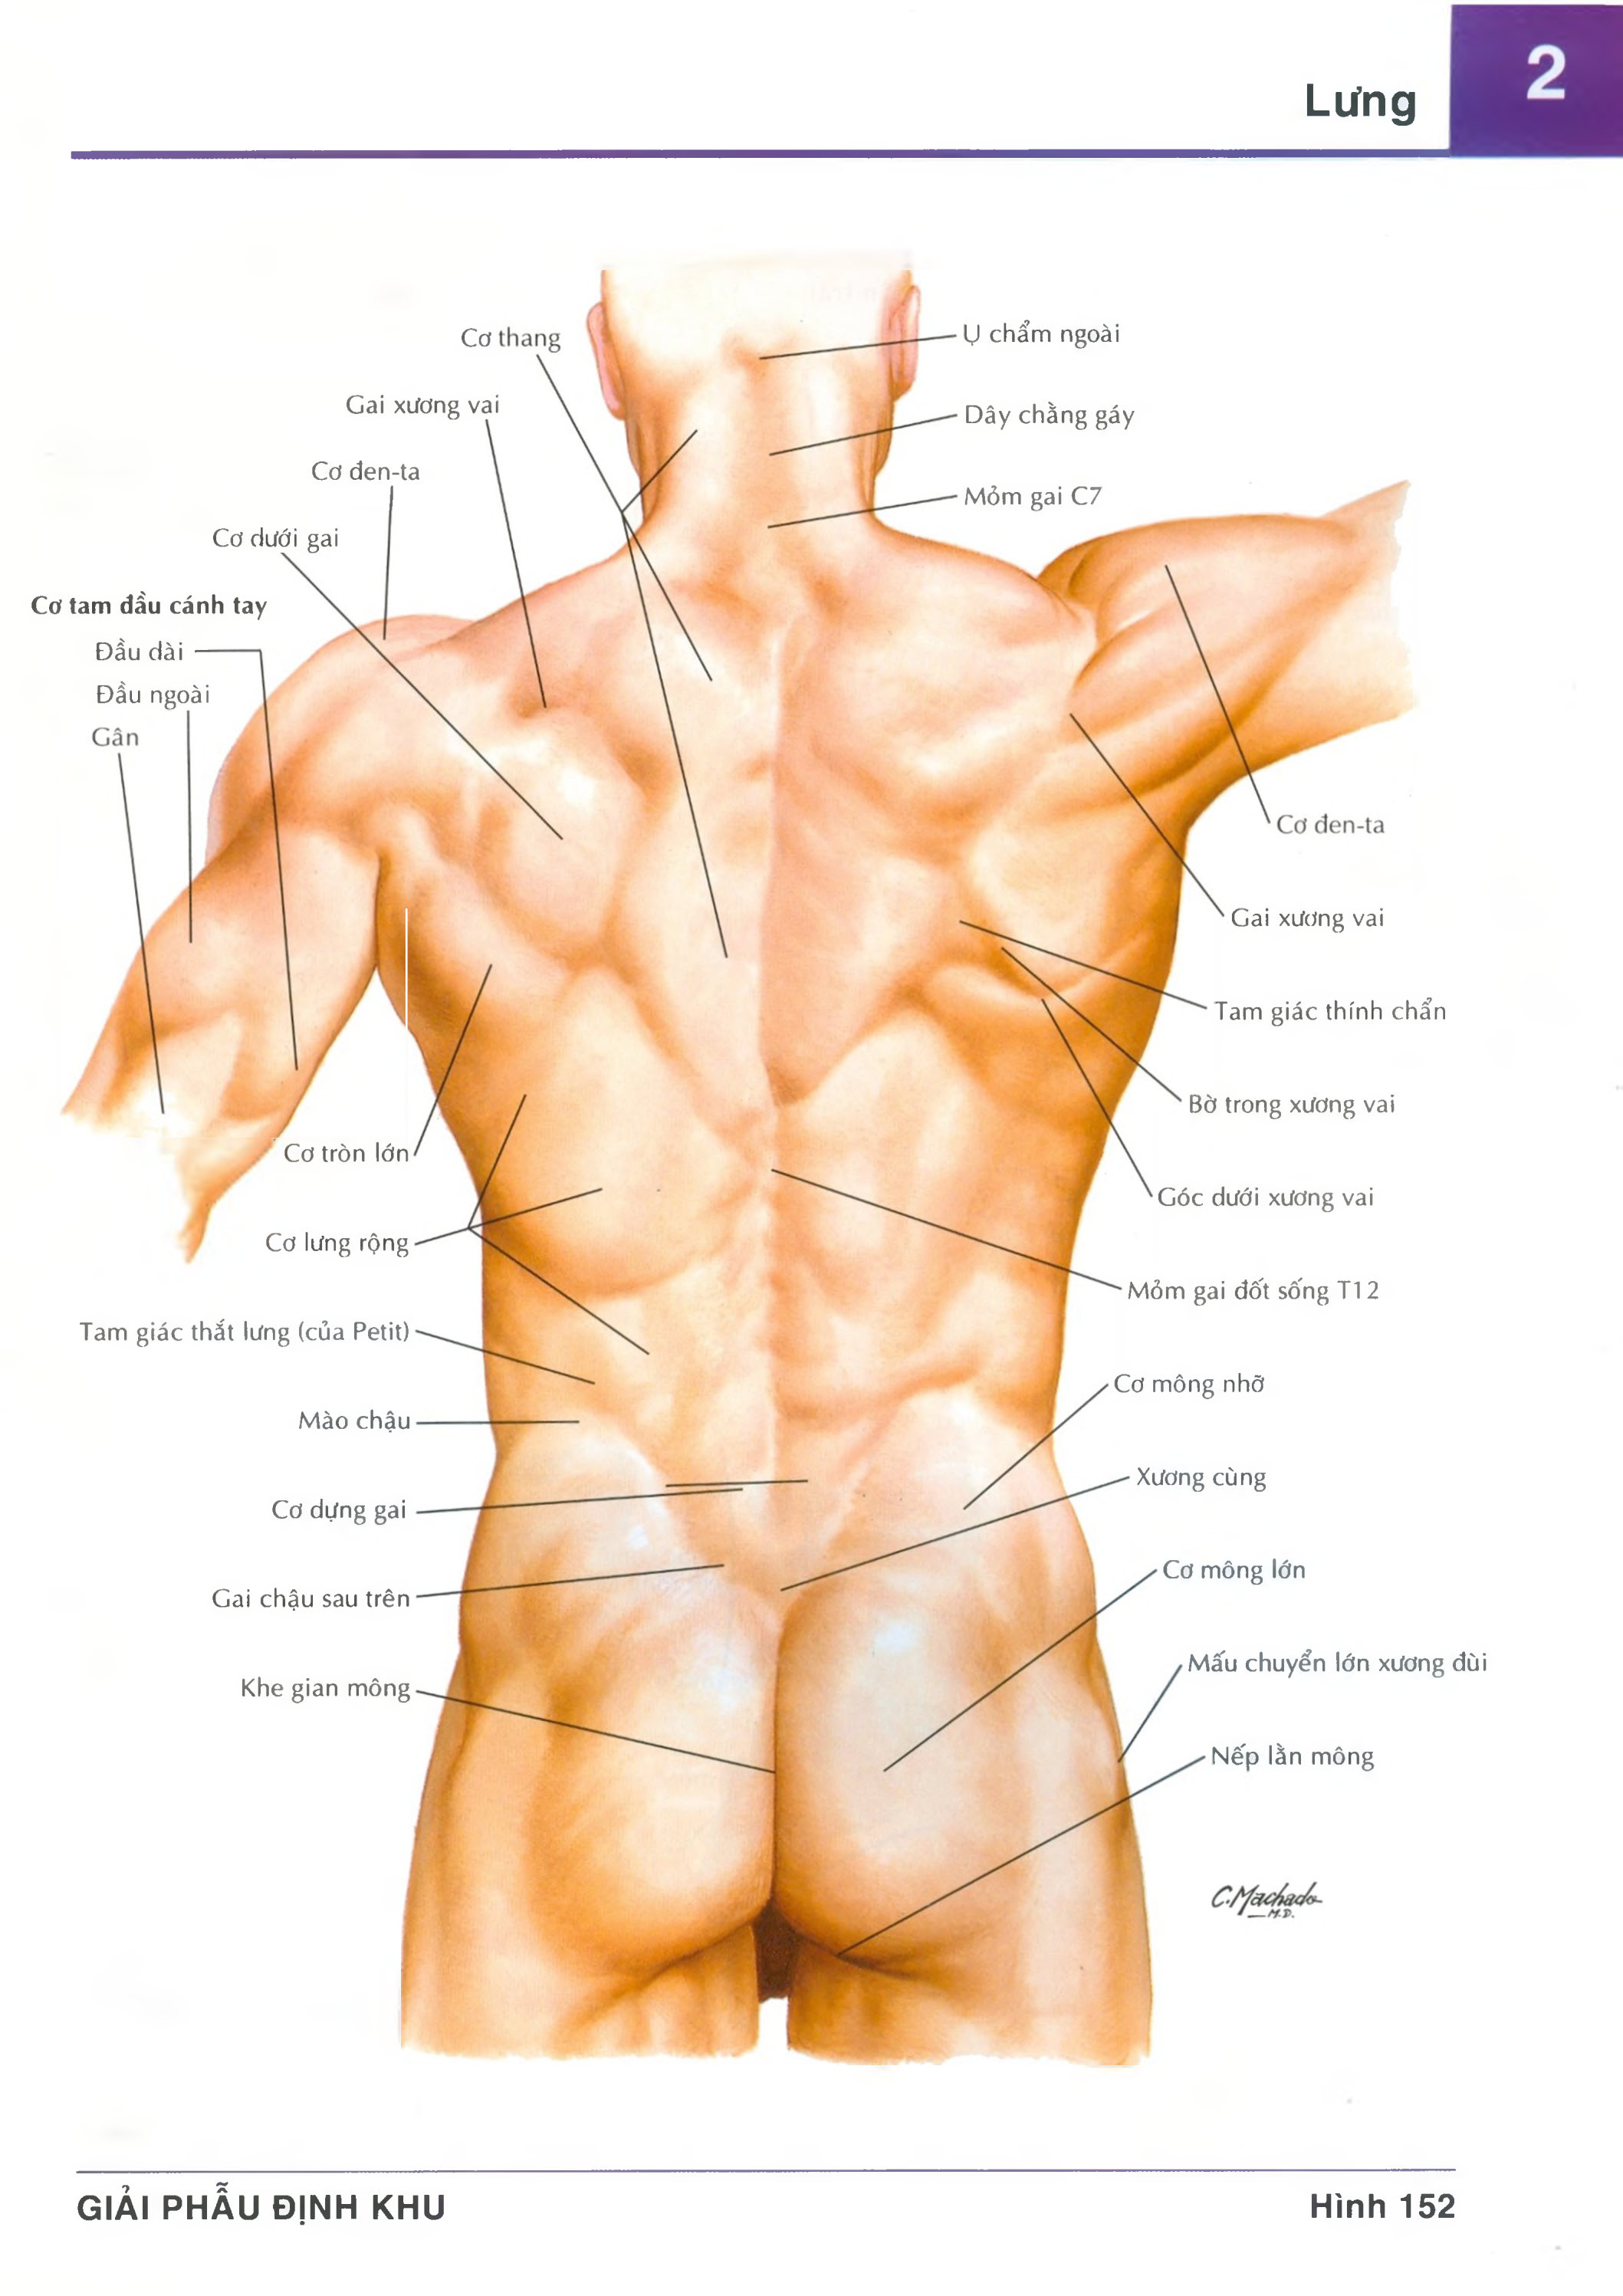 Lưng
2
Cơ thang
Gai xương vai
Cơ đen-ta
Cơ dưới gai
Cơ tam đầu cánh tay
Đầu dài
Đầu ngoài
Gân
Cơ tròn lớn
Cơ lưng rộng
Tam giác thắt lưng (của Petit)
Mào chậu
Cơ dựng gai
Gai chậu sau trên
Khe gian mông
Ụ chẩm ngoài
Dây chằng gáy
Mỏm gai C7
Cơ đen-ta
Gai xương vai
Tam giác thính chẩn
Bờ trong xương vai
Góc dưới xương vai
Mỏm gai đốt sống T12
Cơ mông nhỡ
Xương cùng
Cơ mông lớn
Mấu chuyển lớn xương đùi
Nếp lằn mông
C.Machado
M.D.
GIẢI PHẪU ĐỊNH KHU
Hình 152